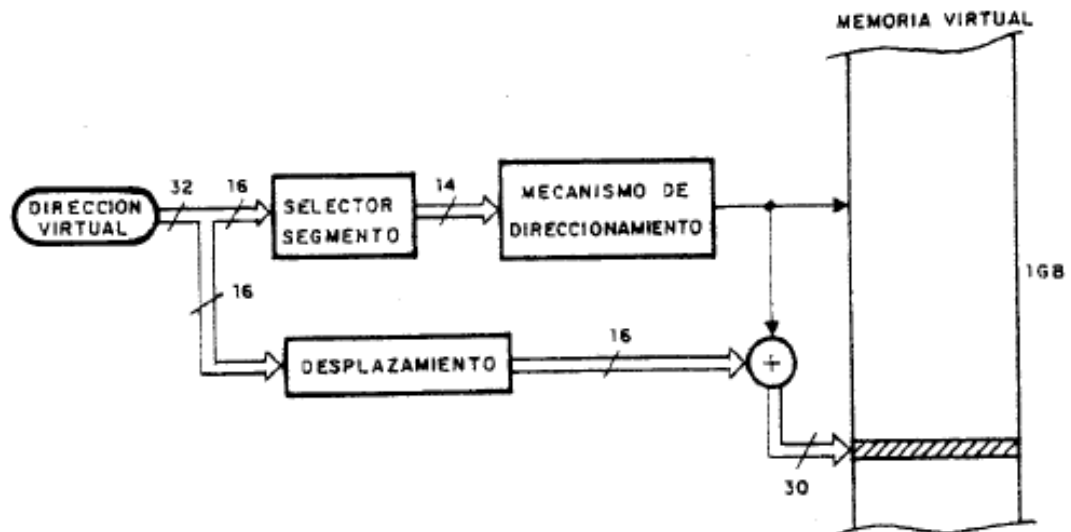 MEMORIA VIRTUAL
DIRECCION
VIRTUAL
32
16
SELECTOR
SEGMENTO
14
MECANISMO DE
DIRECCIONAMIENTO
1GB
16
DESPLAZAMIENTO
16
+
30